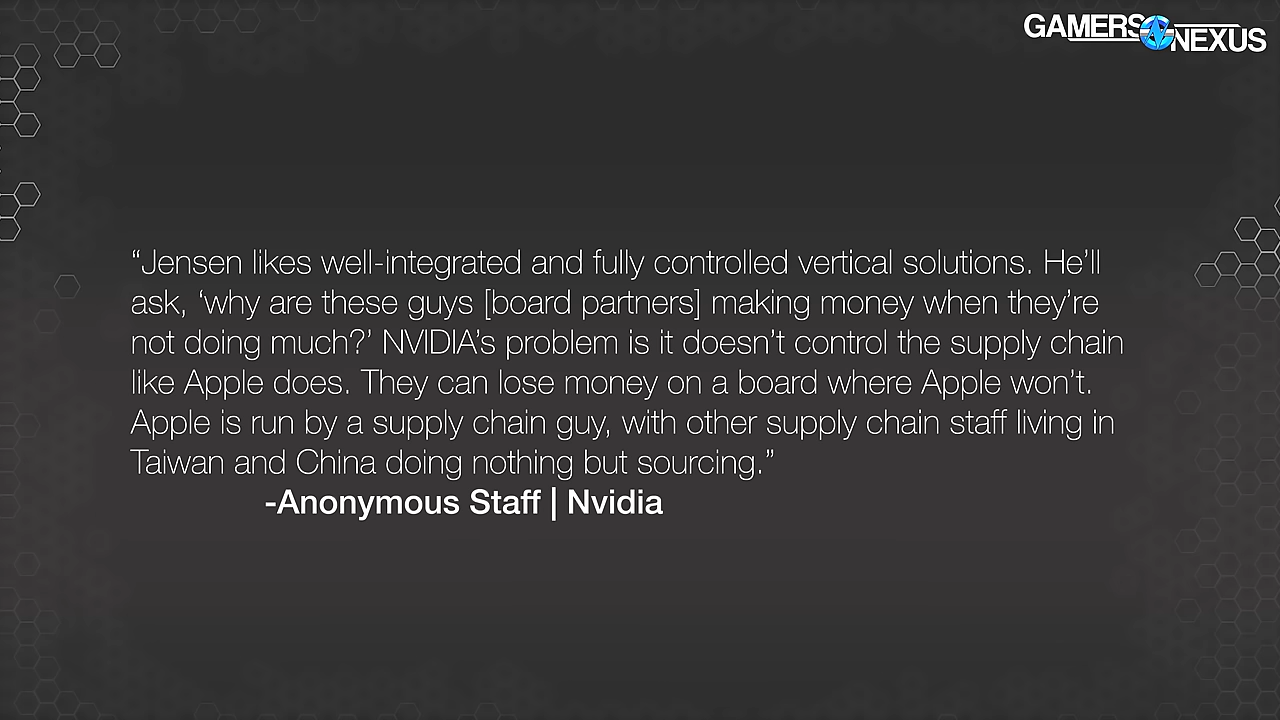 GAMERS NEXUS
“Jensen likes well-integrated and fully controlled vertical solutions. He’ll
ask, ‘why are these guys [board partners] making money when they’re
not doing much?’ NVIDIA’s problem is it doesn’t control the supply chain
like Apple does. They can lose money on a board where Apple won’t.
Apple is run by a supply chain guy, with other supply chain staff living in
Taiwan and China doing nothing but sourcing.”
-Anonymous Staff | Nvidia